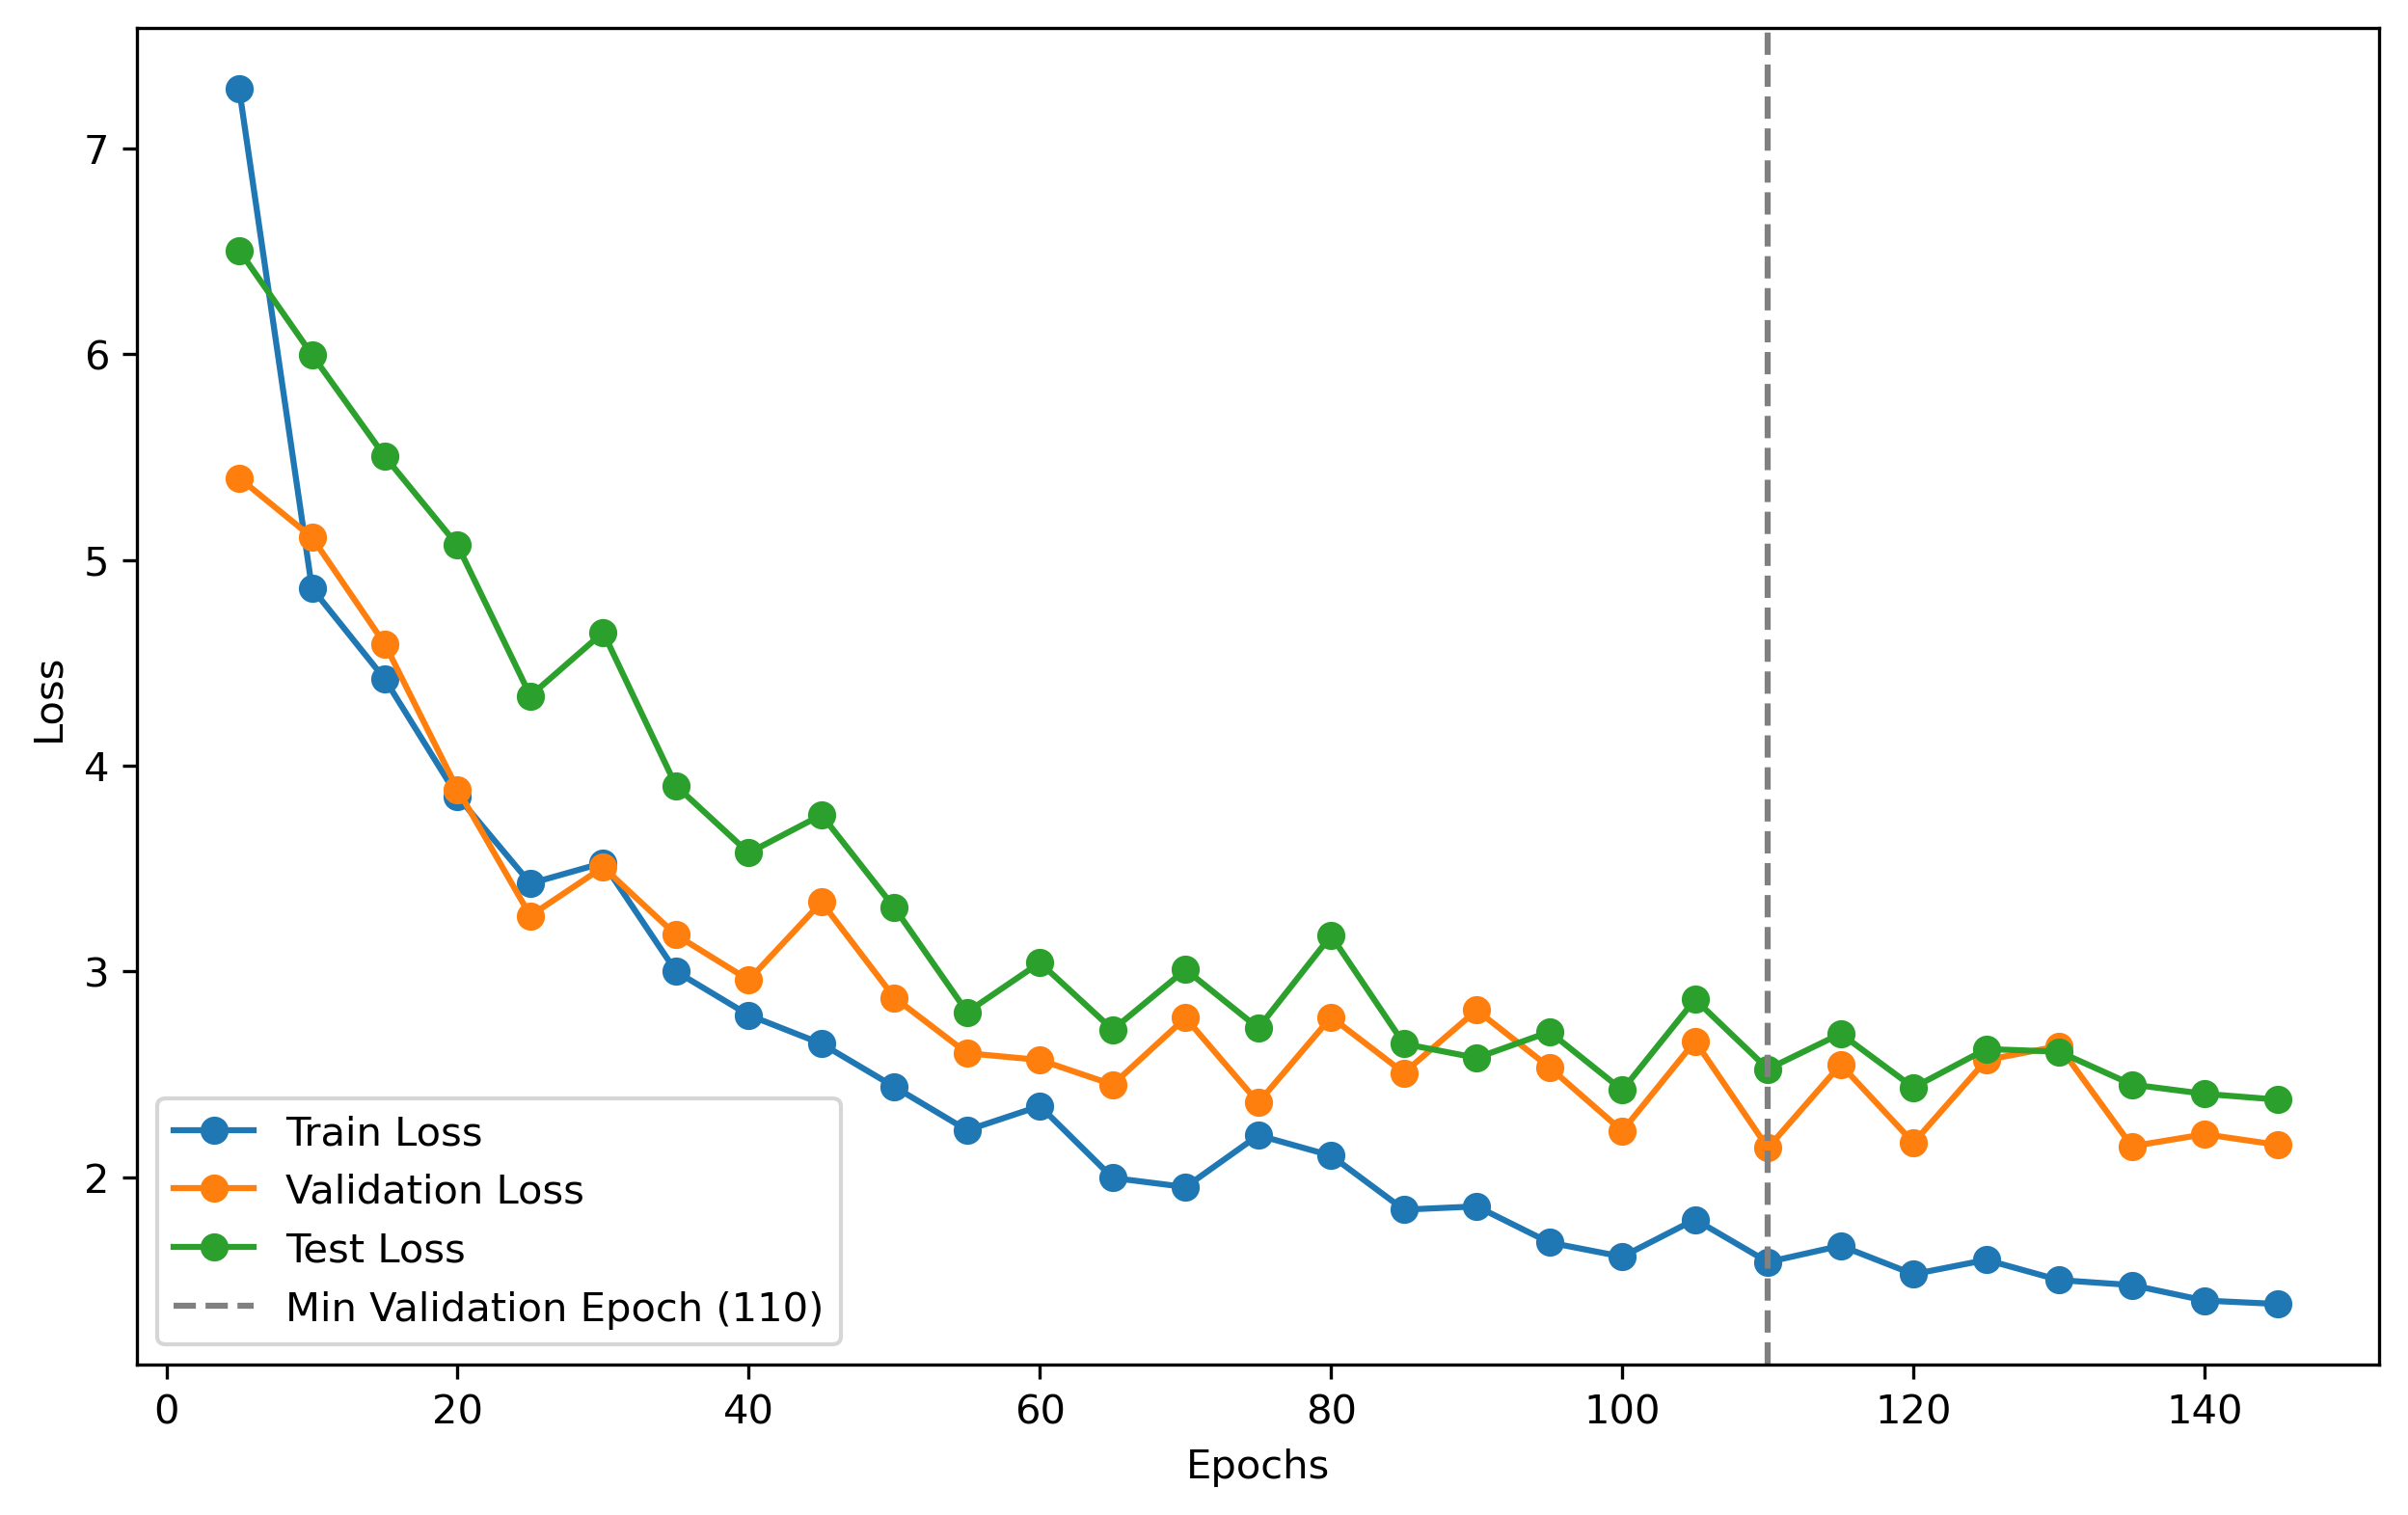 7
6
5
4
3
2
Loss
Train Loss
Validation Loss
Test Loss
Min Validation Epoch (110)
0 20 40 60 80 100 120 140
Epochs